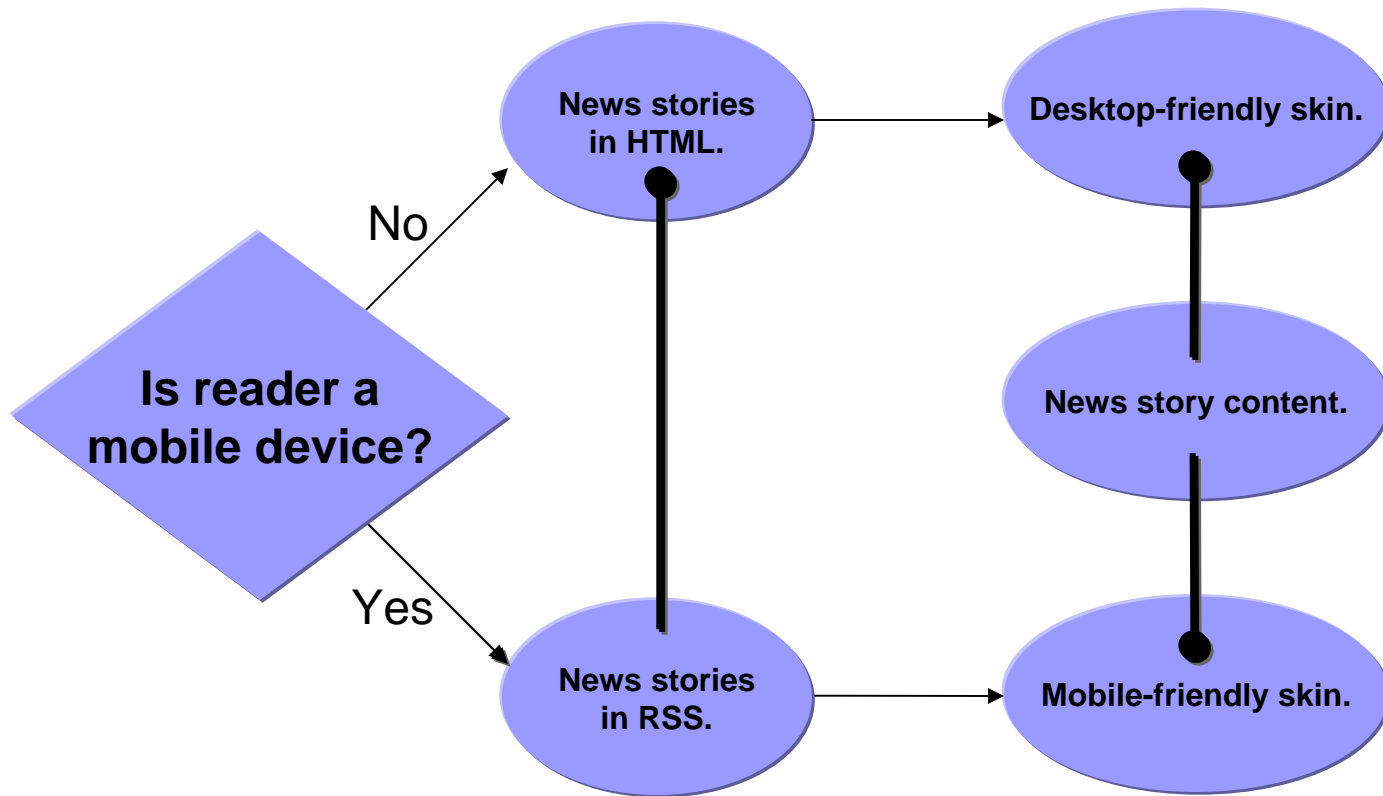 News stories
in HTML.
Desktop-friendly skin.
No
Is reader a
mobile device?
News story content.
Yes
News stories
in RSS.
Mobile-friendly skin.